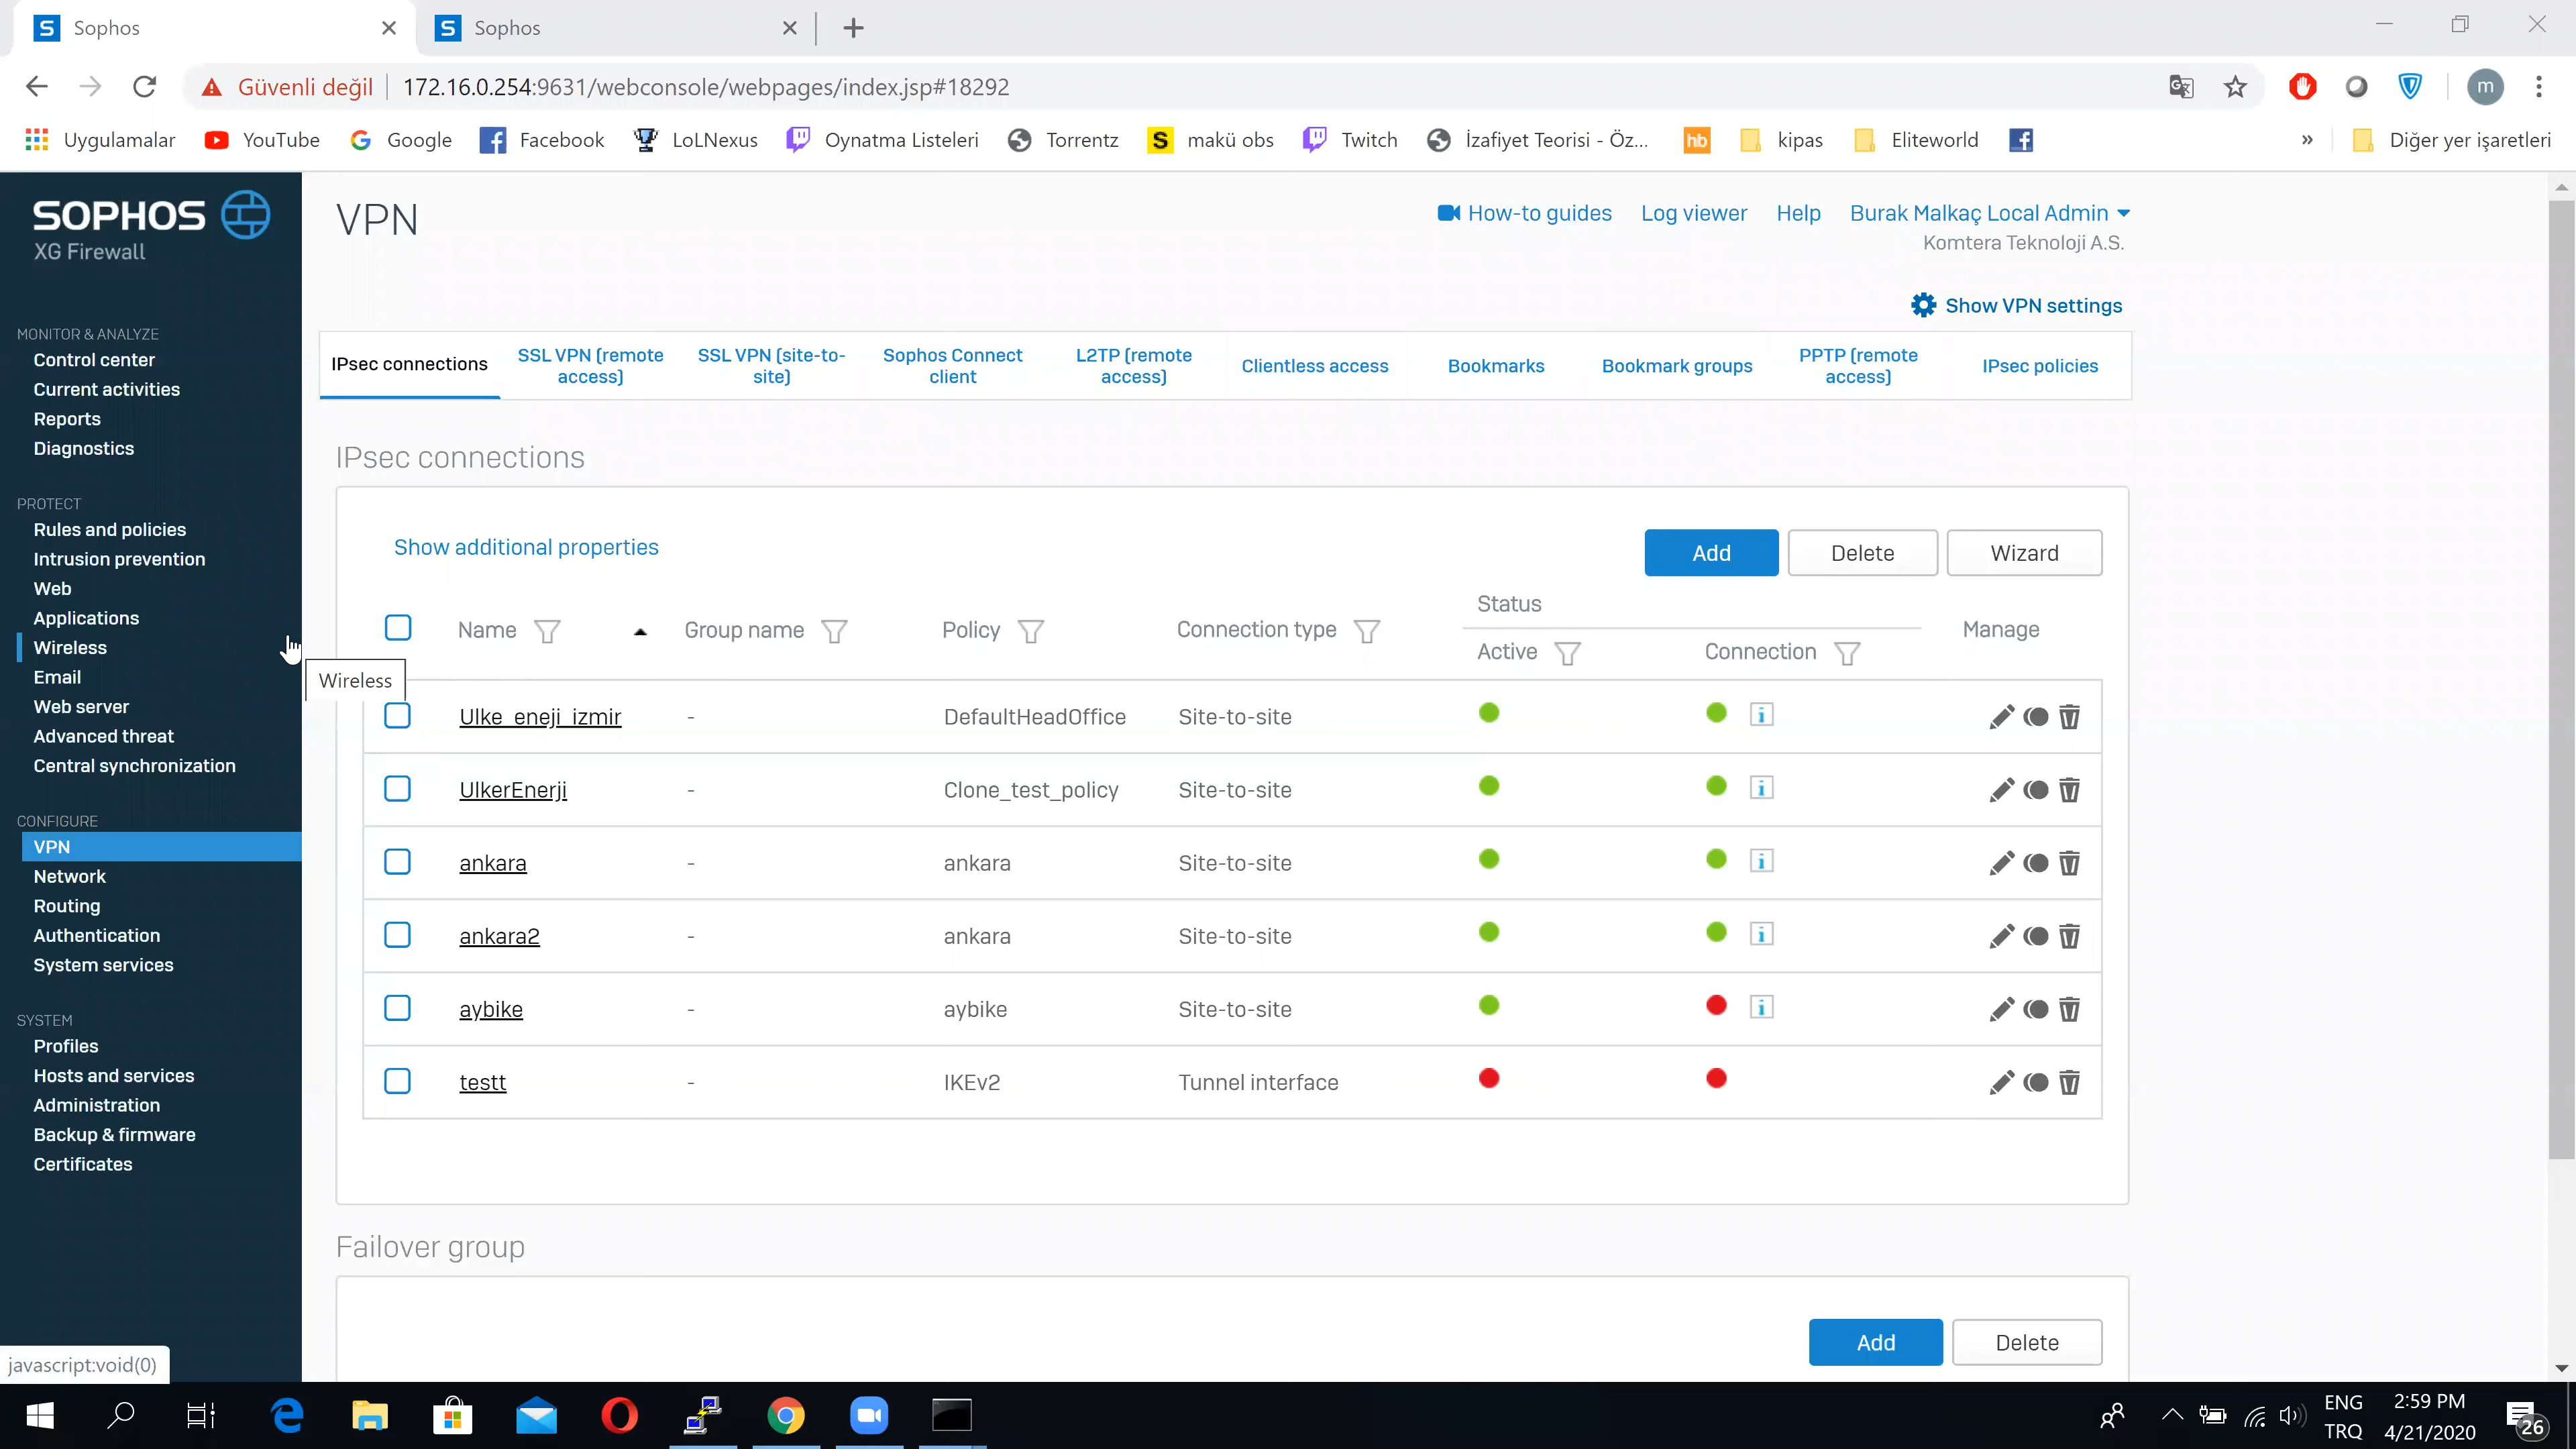 Sophos
Sophos
Güvenli değil
172.16.0.254:9631/webconsole/webpages/index.jsp#18292
m
Uygulamalar
YouTube
Google
Facebook
LoLNexus
Oynatma Listeleri
Torrentz
makü obs
Twitch
İzafiyet Teorisi - Öz...
hb
kipas
Eliteworld
»
Diğer yer işaretleri
SOPHOS
XG Firewall
MONITOR & ANALYZE
Control center
Current activities
Reports
Diagnostics
PROTECT
Rules and policies
Intrusion prevention
Web
Applications
Wireless
Email
Web server
Advanced threat
Central synchronization
CONFIGURE
VPN
Network
Routing
Authentication
System services
SYSTEM
Profiles
Hosts and services
Administration
Backup & firmware
Certificates
Wireless
VPN
How-to guides
Log viewer
Help
Burak Malkaç Local Admin
Komtera Teknoloji A.S.
Show VPN settings
IPsec connections
SSL VPN (remote
access)
SSL VPN (site-to-
site)
Sophos Connect
client
L2TP (remote
access)
Clientless access
Bookmarks
Bookmark groups
PPTP (remote
access)
IPsec policies
IPsec connections
Show additional properties
Add
Delete
Wizard
Name
Group name
Policy
Connection type
Status
Active
Connection
Manage
Ulke_eneji_izmir - DefaultHeadOffice Site-to-site
UlkerEnerji - Clone_test_policy Site-to-site
ankara - ankara Site-to-site
ankara2 - ankara Site-to-site
aybike - aybike Site-to-site
testt - IKEv2 Tunnel interface
Failover group
Add
Delete
javascript:void(0)
ENG
TRQ
2:59 PM
4/21/2020
26